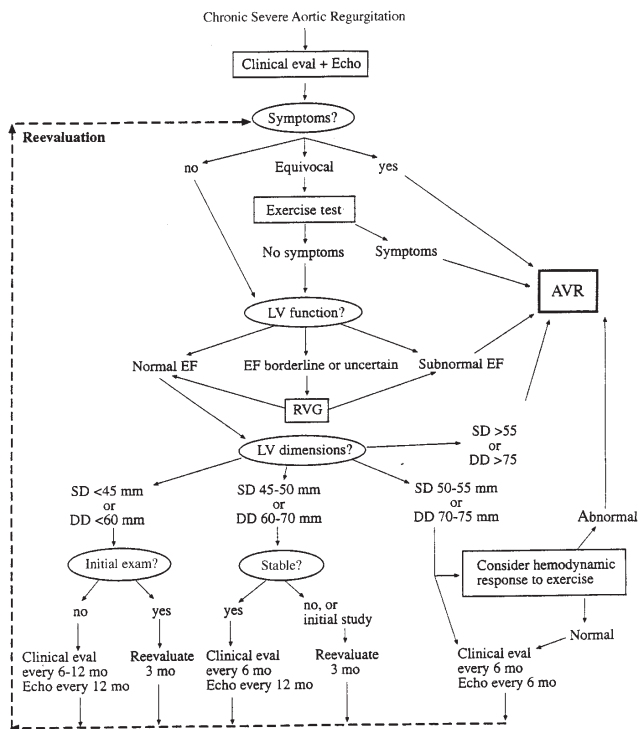 Chronic Severe Aortic Regurgitation
Clinical eval + Echo
Symptoms?
Reevaluation
no
Equivocal
yes
Exercise test
No symptoms
Symptoms
AVR
LV function?
Normal EF
EF borderline or uncertain
Subnormal EF
RVG
LV dimensions?
SD >55
or
DD >75
SD <45 mm
or
DD <60 mm
SD 45-50 mm
or
DD 60-70 mm
SD 50-55 mm
or
DD 70-75 mm
Abnormal
Initial exam?
Stable?
Consider hemodynamic
response to exercise
no
yes
yes
no, or
initial study
Normal
Clinical eval
every 6-12 mo
Echo every 12 mo
Reevaluate
3 mo
Clinical eval
every 6 mo
Echo every 12 mo
Reevaluate
3 mo
Clinical eval
every 6 mo
Echo every 6 mo